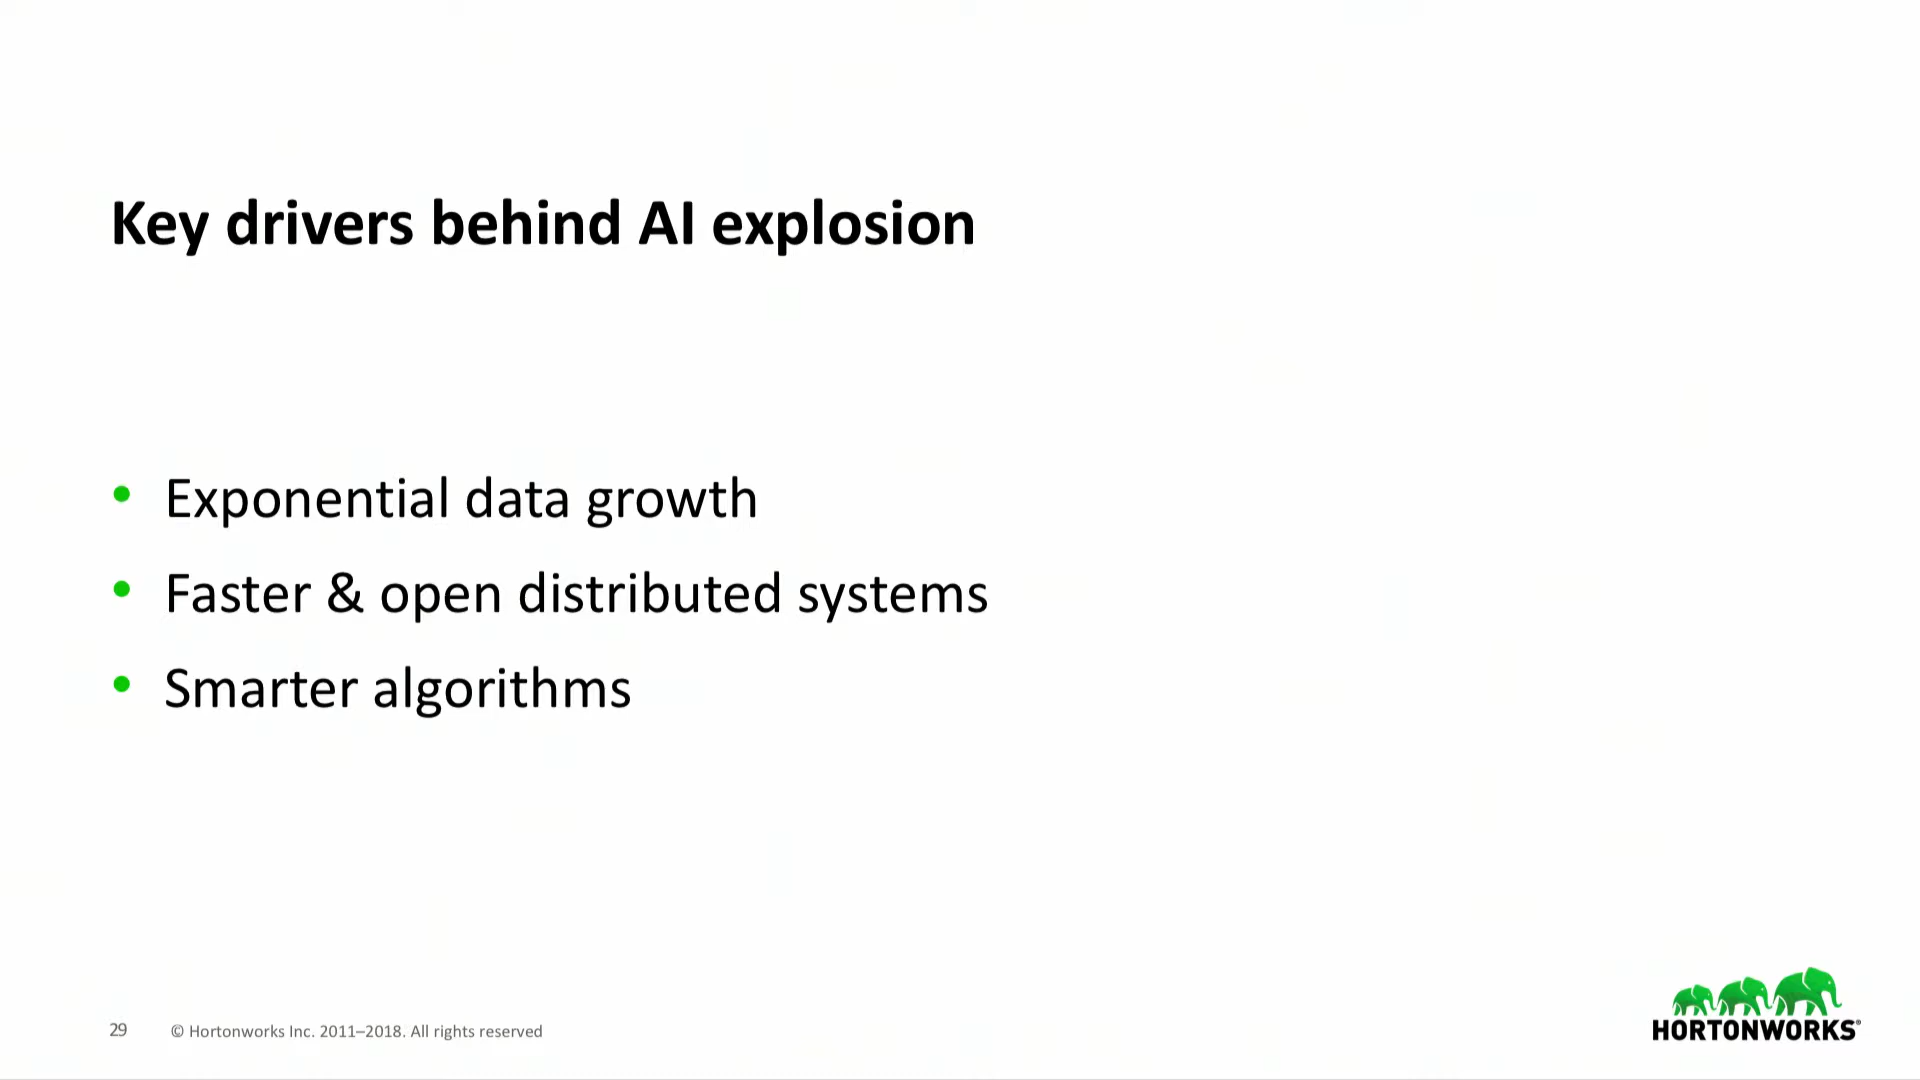 Key drivers behind AI explosion
• Exponential data growth
• Faster & open distributed systems
• Smarter algorithms
29 © Hortonworks Inc. 2011–2018. All rights reserved
HORTONWORKS®